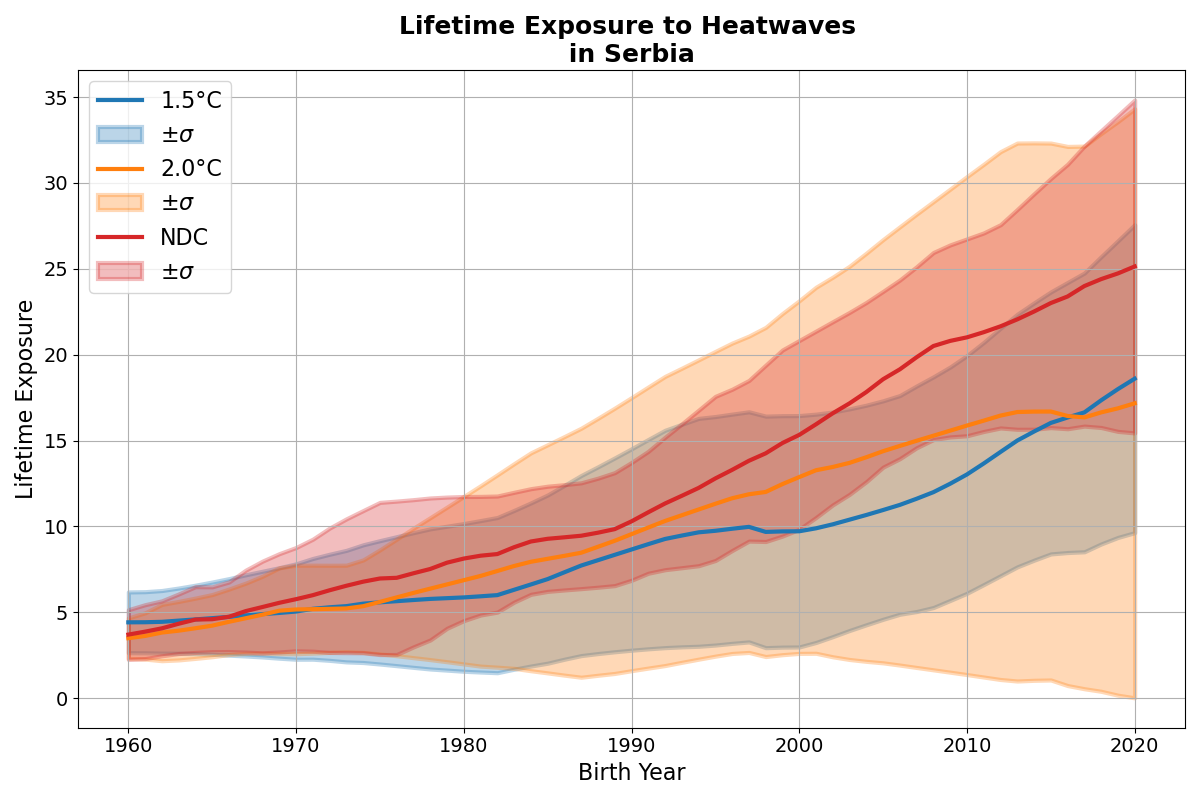 Lifetime Exposure to Heatwaves
in Serbia
1.5°C
±σ
2.0°C
±σ
NDC
±σ
Lifetime Exposure
35
30
25
20
15
10
5
0
1960
1970
1980
1990
2000
2010
2020
Birth Year